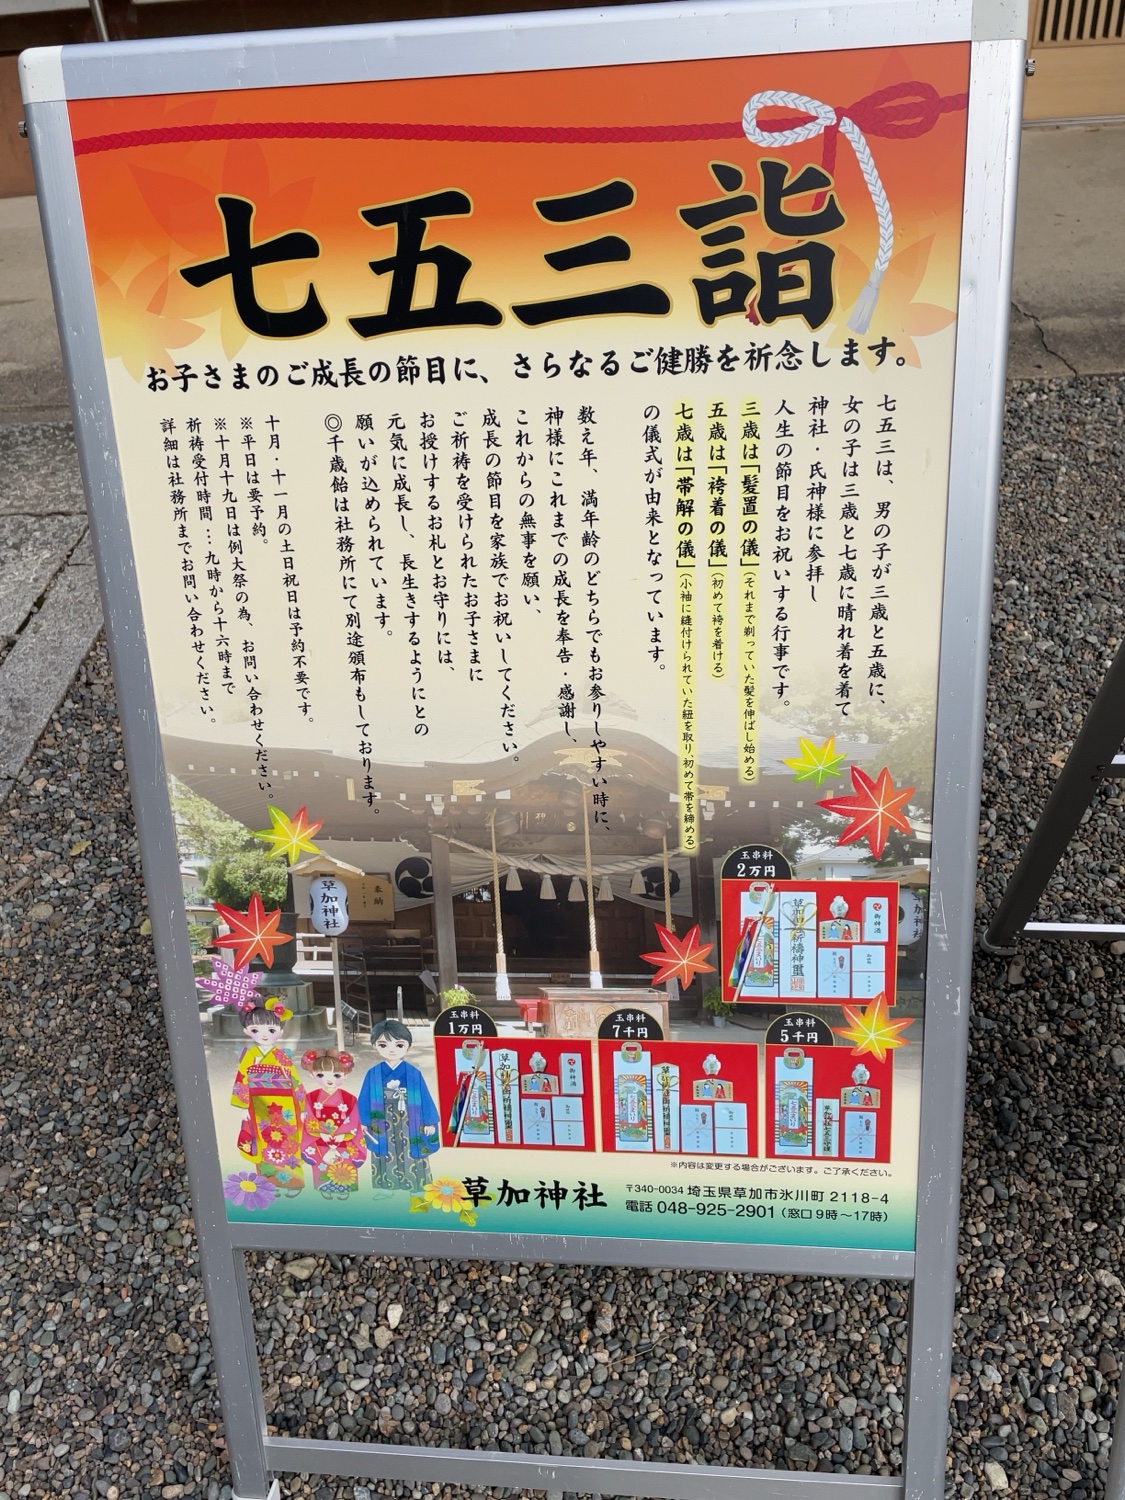 七五三詣
お子さまのご成長の節目に、さらなるご健勝を祈念します。
七五三は、男の子が三歳と五歳に、
女の子は三歳と七歳に晴れ着を着て
神社・氏神様に参拝し
人生の節目をお祝いする行事です。
三歳は「髪置の儀」(それまで剃っていた髪を伸ばし始める)
五歳は「袴着の儀」(初めて袴を着ける)
七歳は「帯解の儀」(小袖に縫付けられていた紐を取り、初めて帯を締める)
の儀式が由来となっています。
数え年、満年齢のどちらでもお参りしやすい時に、
神様にこれまでの成長を奉告・感謝し、
これからの無事を願い、
成長の節目を家族でお祝いしてください。
ご祈祷を受けられたお子さまに
お授けするお札とお守りには、
元気に成長し、長生きするようにとの
願いが込められています。
◎千歳飴は社務所にて別途頒布もしております。
十月・十一月の土日祝日は予約不要です。
※平日は要予約。
※十月十九日は例大祭の為、お問い合わせください。
祈祷受付時間…九時から十六時まで
詳細は社務所までお問い合わせください。
草加神社
奉納
玉串料
2万円
御神酒
玉串料
1万円
御神酒
玉串料
7千円
玉串料
5千円
※内容は変更する場合がございます。ご了承ください。
草加神社
〒340-0034 埼玉県草加市氷川町 2118-4
電話 048-925-2901(窓口9時〜17時)